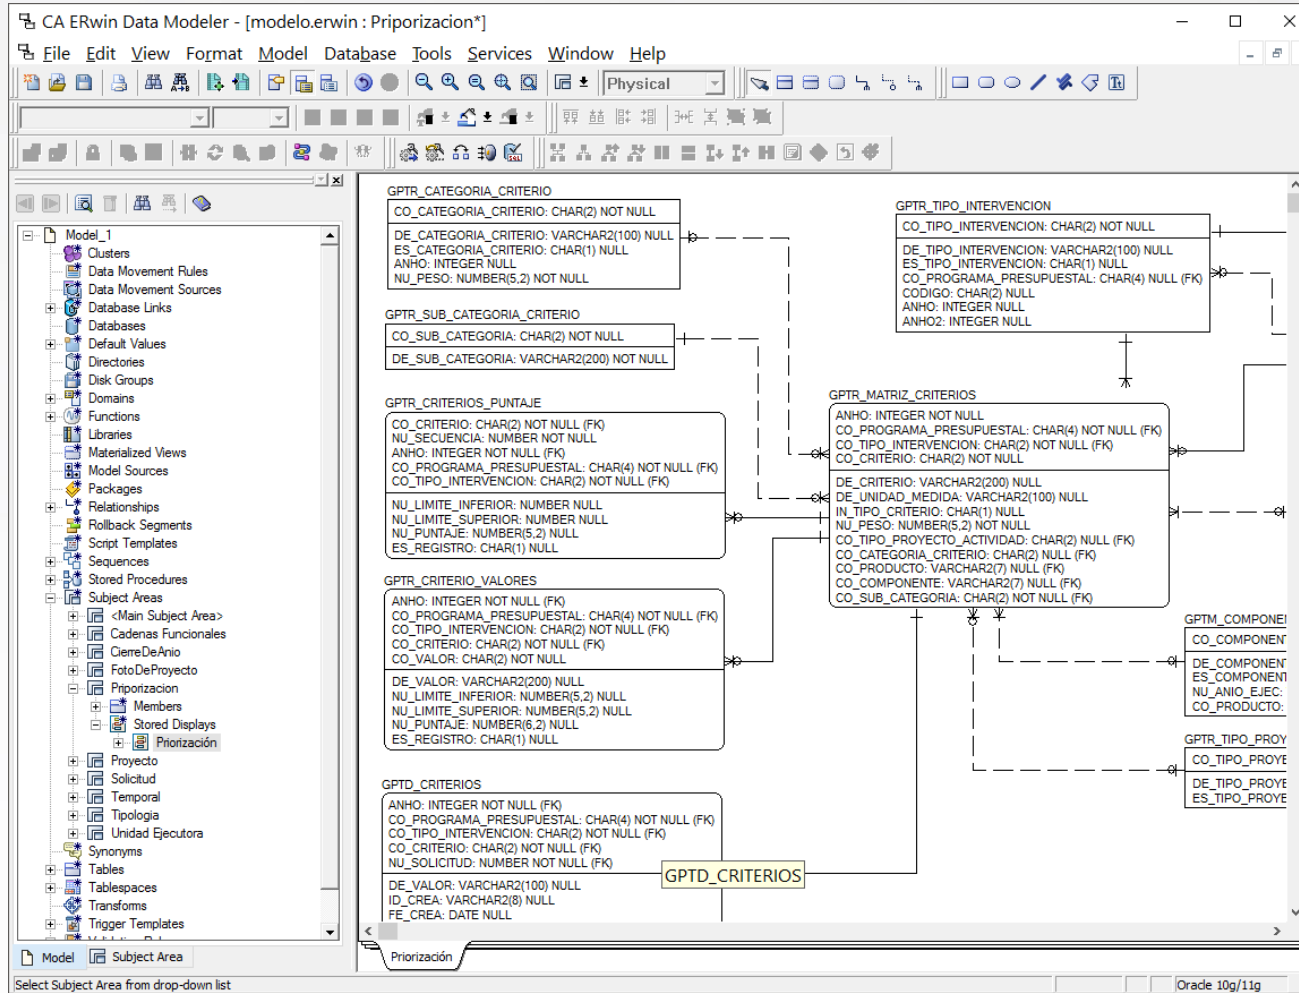 CA ERwin Data Modeler - [modelo.erwin : Priporizacion*]
File Edit View Format Model Database Tools Services Window Help
Physical
Model_1
Clusters
Data Movement Rules
Data Movement Sources
Database Links
Databases
Default Values
Directories
Disk Groups
Domains
Functions
Libraries
Materialized Views
Model Sources
Packages
Relationships
Rollback Segments
Script Templates
Sequences
Stored Procedures
Subject Areas
<Main Subject Area>
Cadenas Funcionales
CierreDeAnio
FotoDeProyecto
Priporizacion
Members
Stored Displays
Priorización
Proyecto
Solicitud
Temporal
Tipologia
Unidad Ejecutora
Synonyms
Tables
Tablespaces
Transforms
Trigger Templates
Model
Subject Area
GPTR_CATEGORIA_CRITERIO
CO_CATEGORIA_CRITERIO: CHAR(2) NOT NULL
DE_CATEGORIA_CRITERIO: VARCHAR2(100) NULL
ES_CATEGORIA_CRITERIO: CHAR(1) NULL
ANHO: INTEGER NULL
NU_PESO: NUMBER(5,2) NOT NULL
GPTR_SUB_CATEGORIA_CRITERIO
CO_SUB_CATEGORIA: CHAR(2) NOT NULL
DE_SUB_CATEGORIA: VARCHAR2(200) NOT NULL
GPTR_CRITERIOS_PUNTAJE
CO_CRITERIO: CHAR(2) NOT NULL (FK)
NU_SECUENCIA: NUMBER NOT NULL
ANHO: INTEGER NOT NULL (FK)
CO_PROGRAMA_PRESUPUESTAL: CHAR(4) NOT NULL (FK)
CO_TIPO_INTERVENCION: CHAR(2) NOT NULL (FK)
NU_LIMITE_INFERIOR: NUMBER NULL
NU_LIMITE_SUPERIOR: NUMBER NULL
NU_PUNTAJE: NUMBER(5,2) NULL
ES_REGISTRO: CHAR(1) NULL
GPTR_CRITERIO_VALORES
ANHO: INTEGER NOT NULL (FK)
CO_PROGRAMA_PRESUPUESTAL: CHAR(4) NOT NULL (FK)
CO_TIPO_INTERVENCION: CHAR(2) NOT NULL (FK)
CO_CRITERIO: CHAR(2) NOT NULL (FK)
CO_VALOR: CHAR(2) NOT NULL
DE_VALOR: VARCHAR2(200) NULL
NU_LIMITE_INFERIOR: NUMBER(5,2) NULL
NU_LIMITE_SUPERIOR: NUMBER(5,2) NULL
NU_PUNTAJE: NUMBER(6,2) NULL
ES_REGISTRO: CHAR(1) NULL
GPTD_CRITERIOS
ANHO: INTEGER NOT NULL (FK)
CO_PROGRAMA_PRESUPUESTAL: CHAR(4) NOT NULL (FK)
CO_TIPO_INTERVENCION: CHAR(2) NOT NULL (FK)
CO_CRITERIO: CHAR(2) NOT NULL (FK)
NU_SOLICITUD: NUMBER NOT NULL (FK)
DE_VALOR: VARCHAR2(100) NULL
ID_CREA: VARCHAR2(8) NULL
FE_CREA: DATE NULL
GPTD_CRITERIOS
GPTR_TIPO_INTERVENCION
CO_TIPO_INTERVENCION: CHAR(2) NOT NULL
DE_TIPO_INTERVENCION: VARCHAR2(100) NULL
ES_TIPO_INTERVENCION: CHAR(1) NULL
CO_PROGRAMA_PRESUPUESTAL: CHAR(4) NULL (FK)
CODIGO: CHAR(2) NULL
ANHO: INTEGER NULL
ANHO2: INTEGER NULL
GPTR_MATRIZ_CRITERIOS
ANHO: INTEGER NOT NULL
CO_PROGRAMA_PRESUPUESTAL: CHAR(4) NOT NULL (FK)
CO_TIPO_INTERVENCION: CHAR(2) NOT NULL (FK)
CO_CRITERIO: CHAR(2) NOT NULL
DE_CRITERIO: VARCHAR2(200) NULL
DE_UNIDAD_MEDIDA: VARCHAR2(100) NULL
IN_TIPO_CRITERIO: CHAR(1) NULL
NU_PESO: NUMBER(5,2) NOT NULL
CO_TIPO_PROYECTO_ACTIVIDAD: CHAR(2) NULL (FK)
CO_CATEGORIA_CRITERIO: CHAR(2) NULL (FK)
CO_PRODUCTO: VARCHAR2(7) NULL (FK)
CO_COMPONENTE: VARCHAR2(7) NULL (FK)
CO_SUB_CATEGORIA: CHAR(2) NULL (FK)
GPTM_COMPONE
CO_COMPONENT
DE_COMPONENT
ES_COMPONENT
NU_ANIO_EJEC:
CO_PRODUCTO:
GPTR_TIPO_PROY
CO_TIPO_PROYE
DE_TIPO_PROYE
ES_TIPO_PROYE
Priorización
Select Subject Area from drop-down list
Oracle 10g/11g